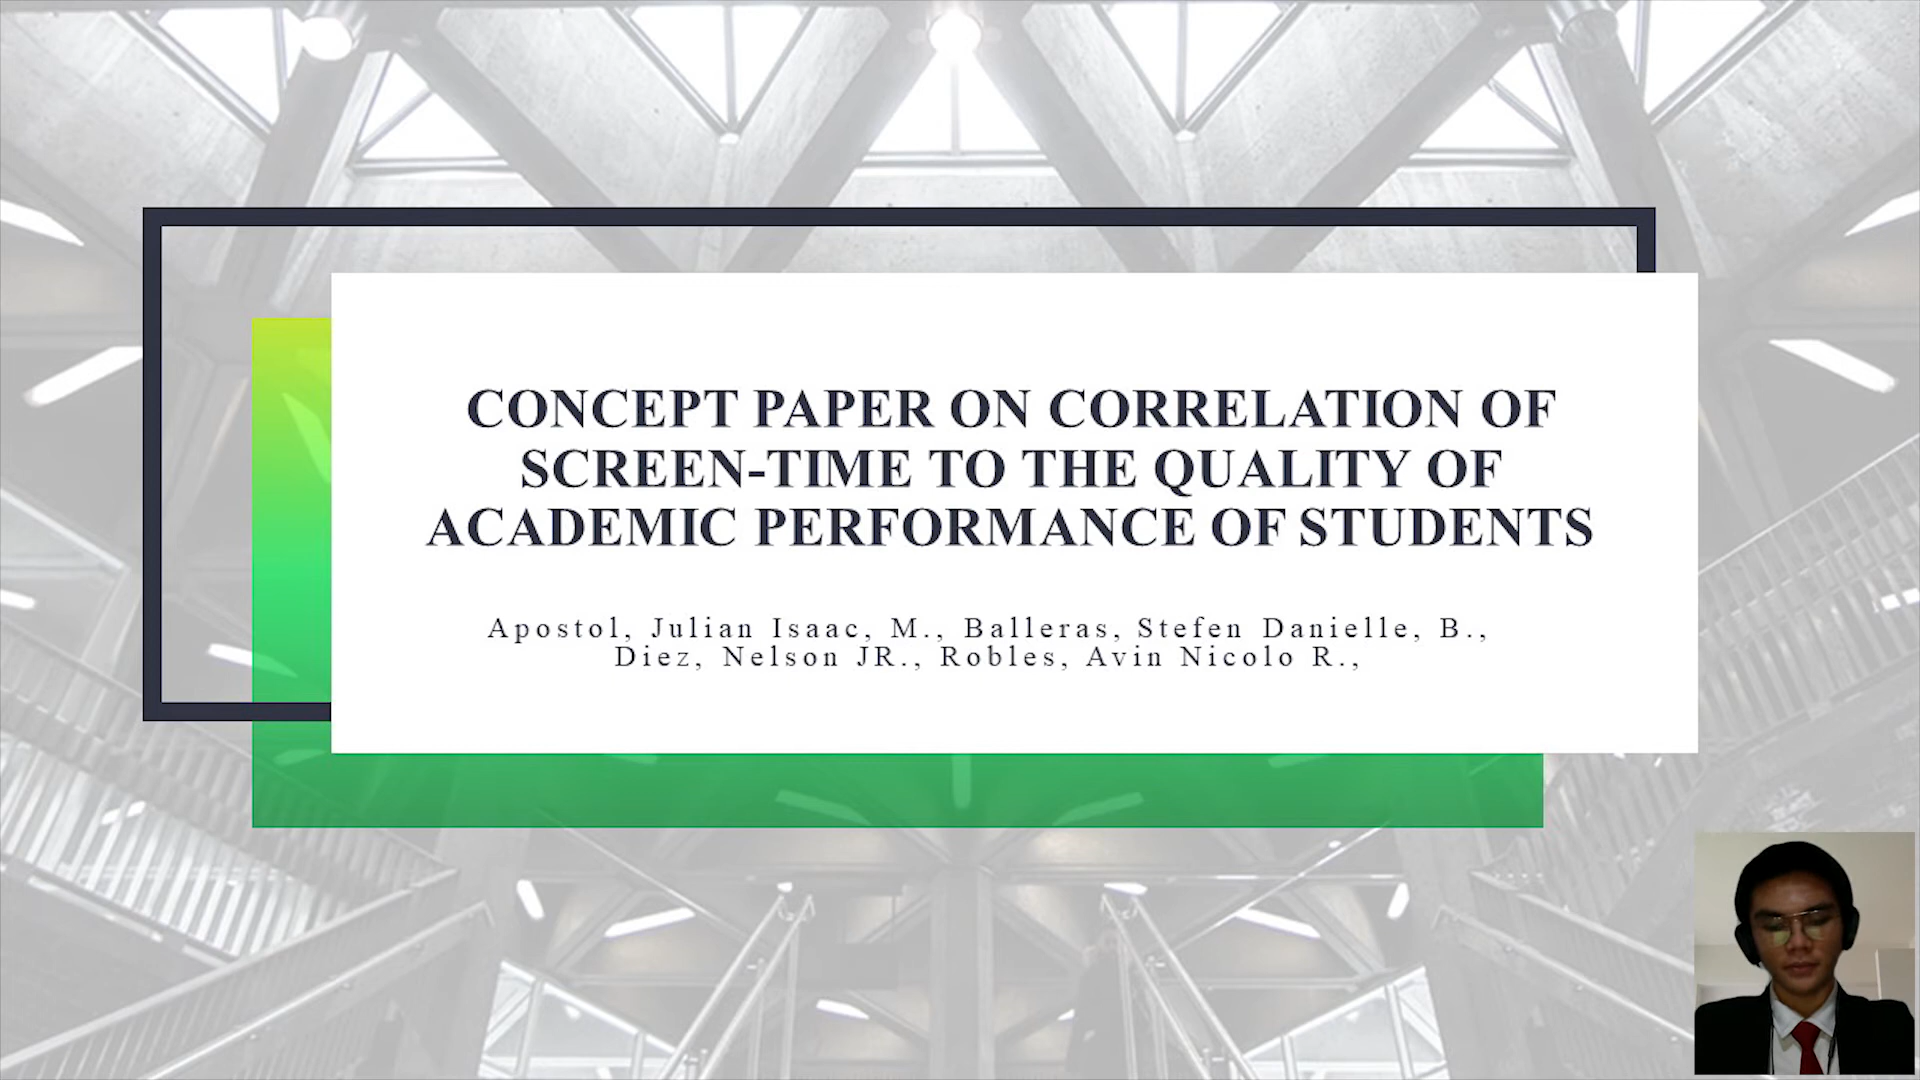 CONCEPT PAPER ON CORRELATION OF
SCREEN-TIME TO THE QUALITY OF
ACADEMIC PERFORMANCE OF STUDENTS
Apostol, Julian Isaac, M., Balleras, Stefen Danielle, B.,
Diez, Nelson JR., Robles, Avin Nicolo R.,